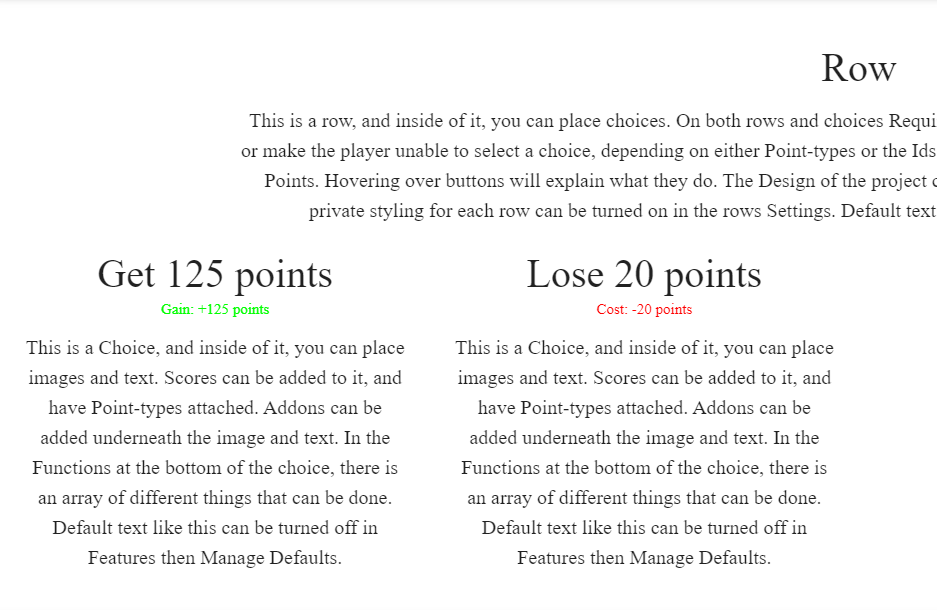 Row
This is a row, and inside of it, you can place choices. On both rows and choices
or make the player unable to select a choice, depending on either Point-types or the Ids
Points. Hovering over buttons will explain what they do. The Design of the project
private styling for each row can be turned on in the rows Settings. Default text
Get 125 points
Gain: +125 points
This is a Choice, and inside of it, you can place
images and text. Scores can be added to it, and
have Point-types attached. Addons can be
added underneath the image and text. In the
Functions at the bottom of the choice, there is
an array of different things that can be done.
Default text like this can be turned off in
Features then Manage Defaults.
Lose 20 points
Cost: -20 points
This is a Choice, and inside of it, you can place
images and text. Scores can be added to it, and
have Point-types attached. Addons can be
added underneath the image and text. In the
Functions at the bottom of the choice, there is
an array of different things that can be done.
Default text like this can be turned off in
Features then Manage Defaults.